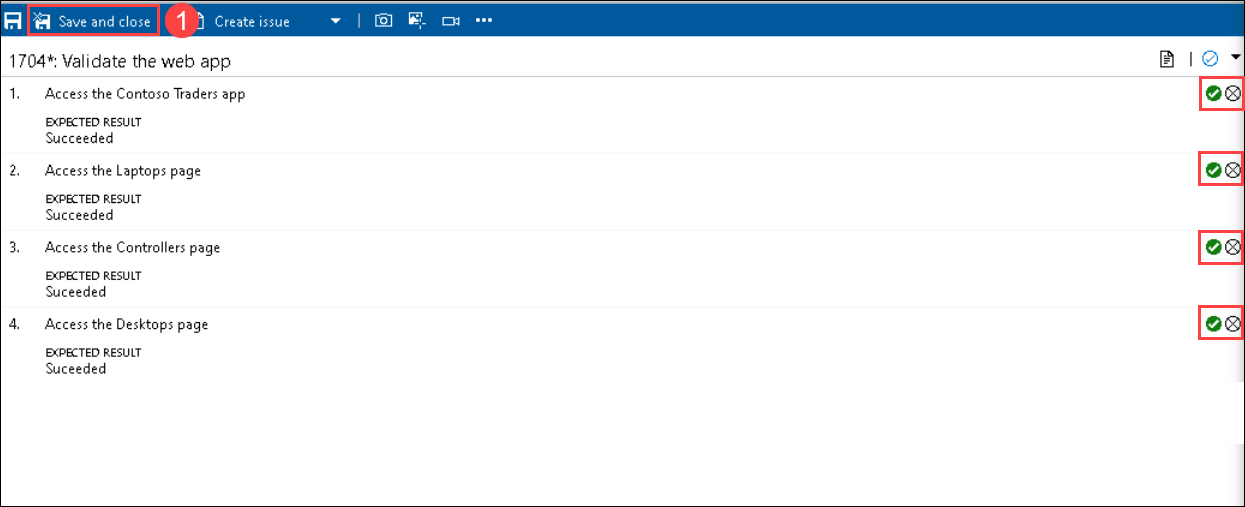 Save and close 1 Create issue
1704*: Validate the web app
1. Access the Contoso Traders app
EXPECTED RESULT
Succeeded
2. Access the Laptops page
EXPECTED RESULT
Succeeded
3. Access the Controllers page
EXPECTED RESULT
Suceeded
4. Access the Desktops page
EXPECTED RESULT
Suceeded